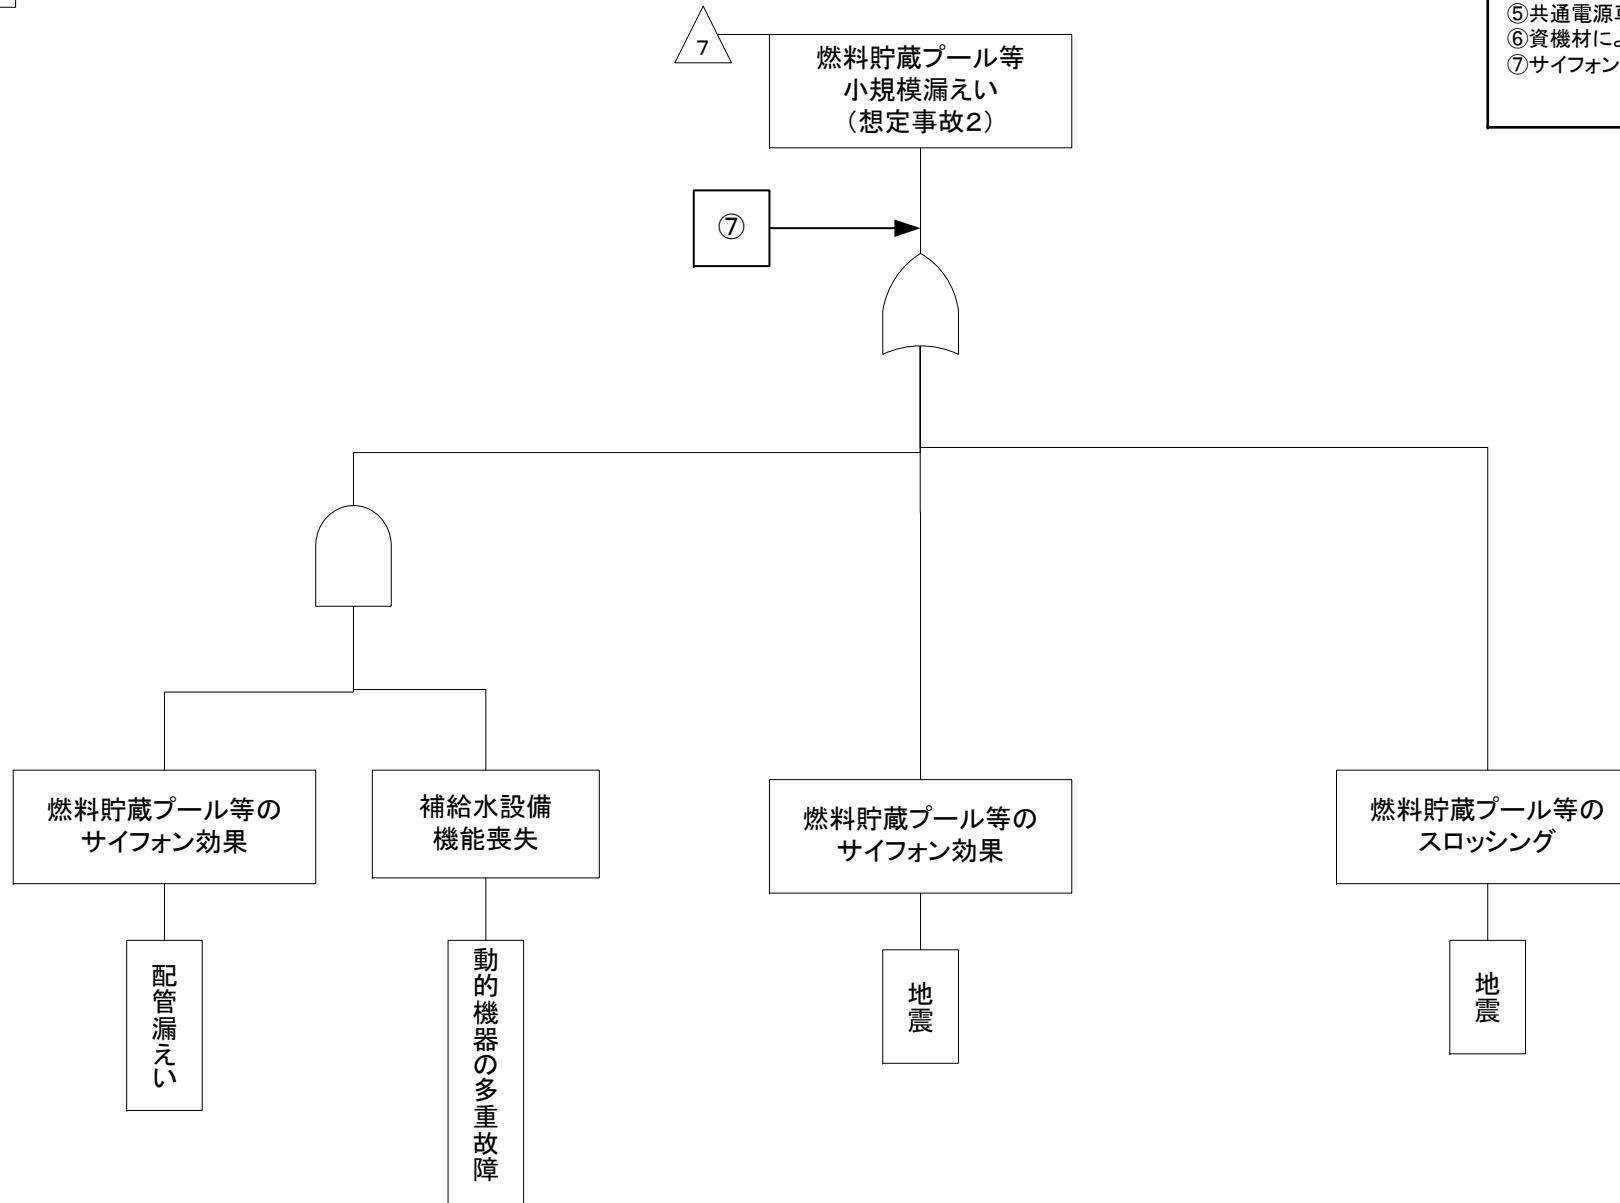 ⑤共通電源
⑥資機材によ
⑦サイフォン
7
燃料貯蔵プール等
小規模漏えい
（想定事故２）
⑦
燃料貯蔵プール等の
サイフォン効果
補給水設備
機能喪失
燃料貯蔵プール等の
サイフォン効果
燃料貯蔵プール等の
スロッシング
配管漏えい
動的機器の多重故障
地震
地震